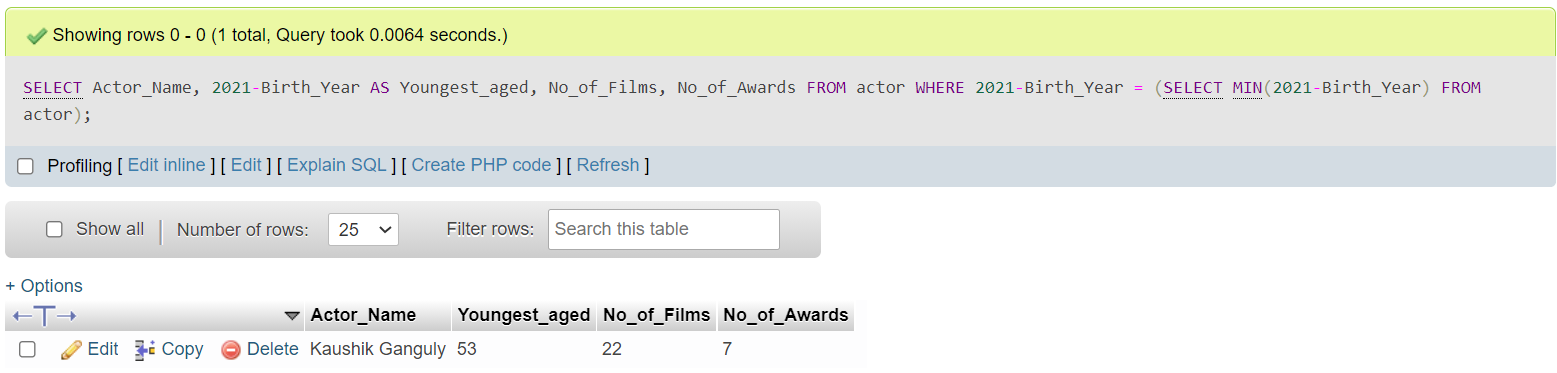 Showing rows 0 - 0 (1 total, Query took 0.0064 seconds.)
SELECT Actor_Name, 2021-Birth_Year AS Youngest_aged, No_of_Films, No_of_Awards FROM actor WHERE 2021-Birth_Year = (SELECT MIN(2021-Birth_Year) FROM
actor);
Profiling [ Edit inline ] [ Edit ] [ Explain SQL ] [ Create PHP code ] [ Refresh ]
Show all | Number of rows: 25 Filter rows: Search this table
+ Options
←T→ Actor_Name Youngest_aged No_of_Films No_of_Awards
Edit Copy Delete Kaushik Ganguly 53 22 7